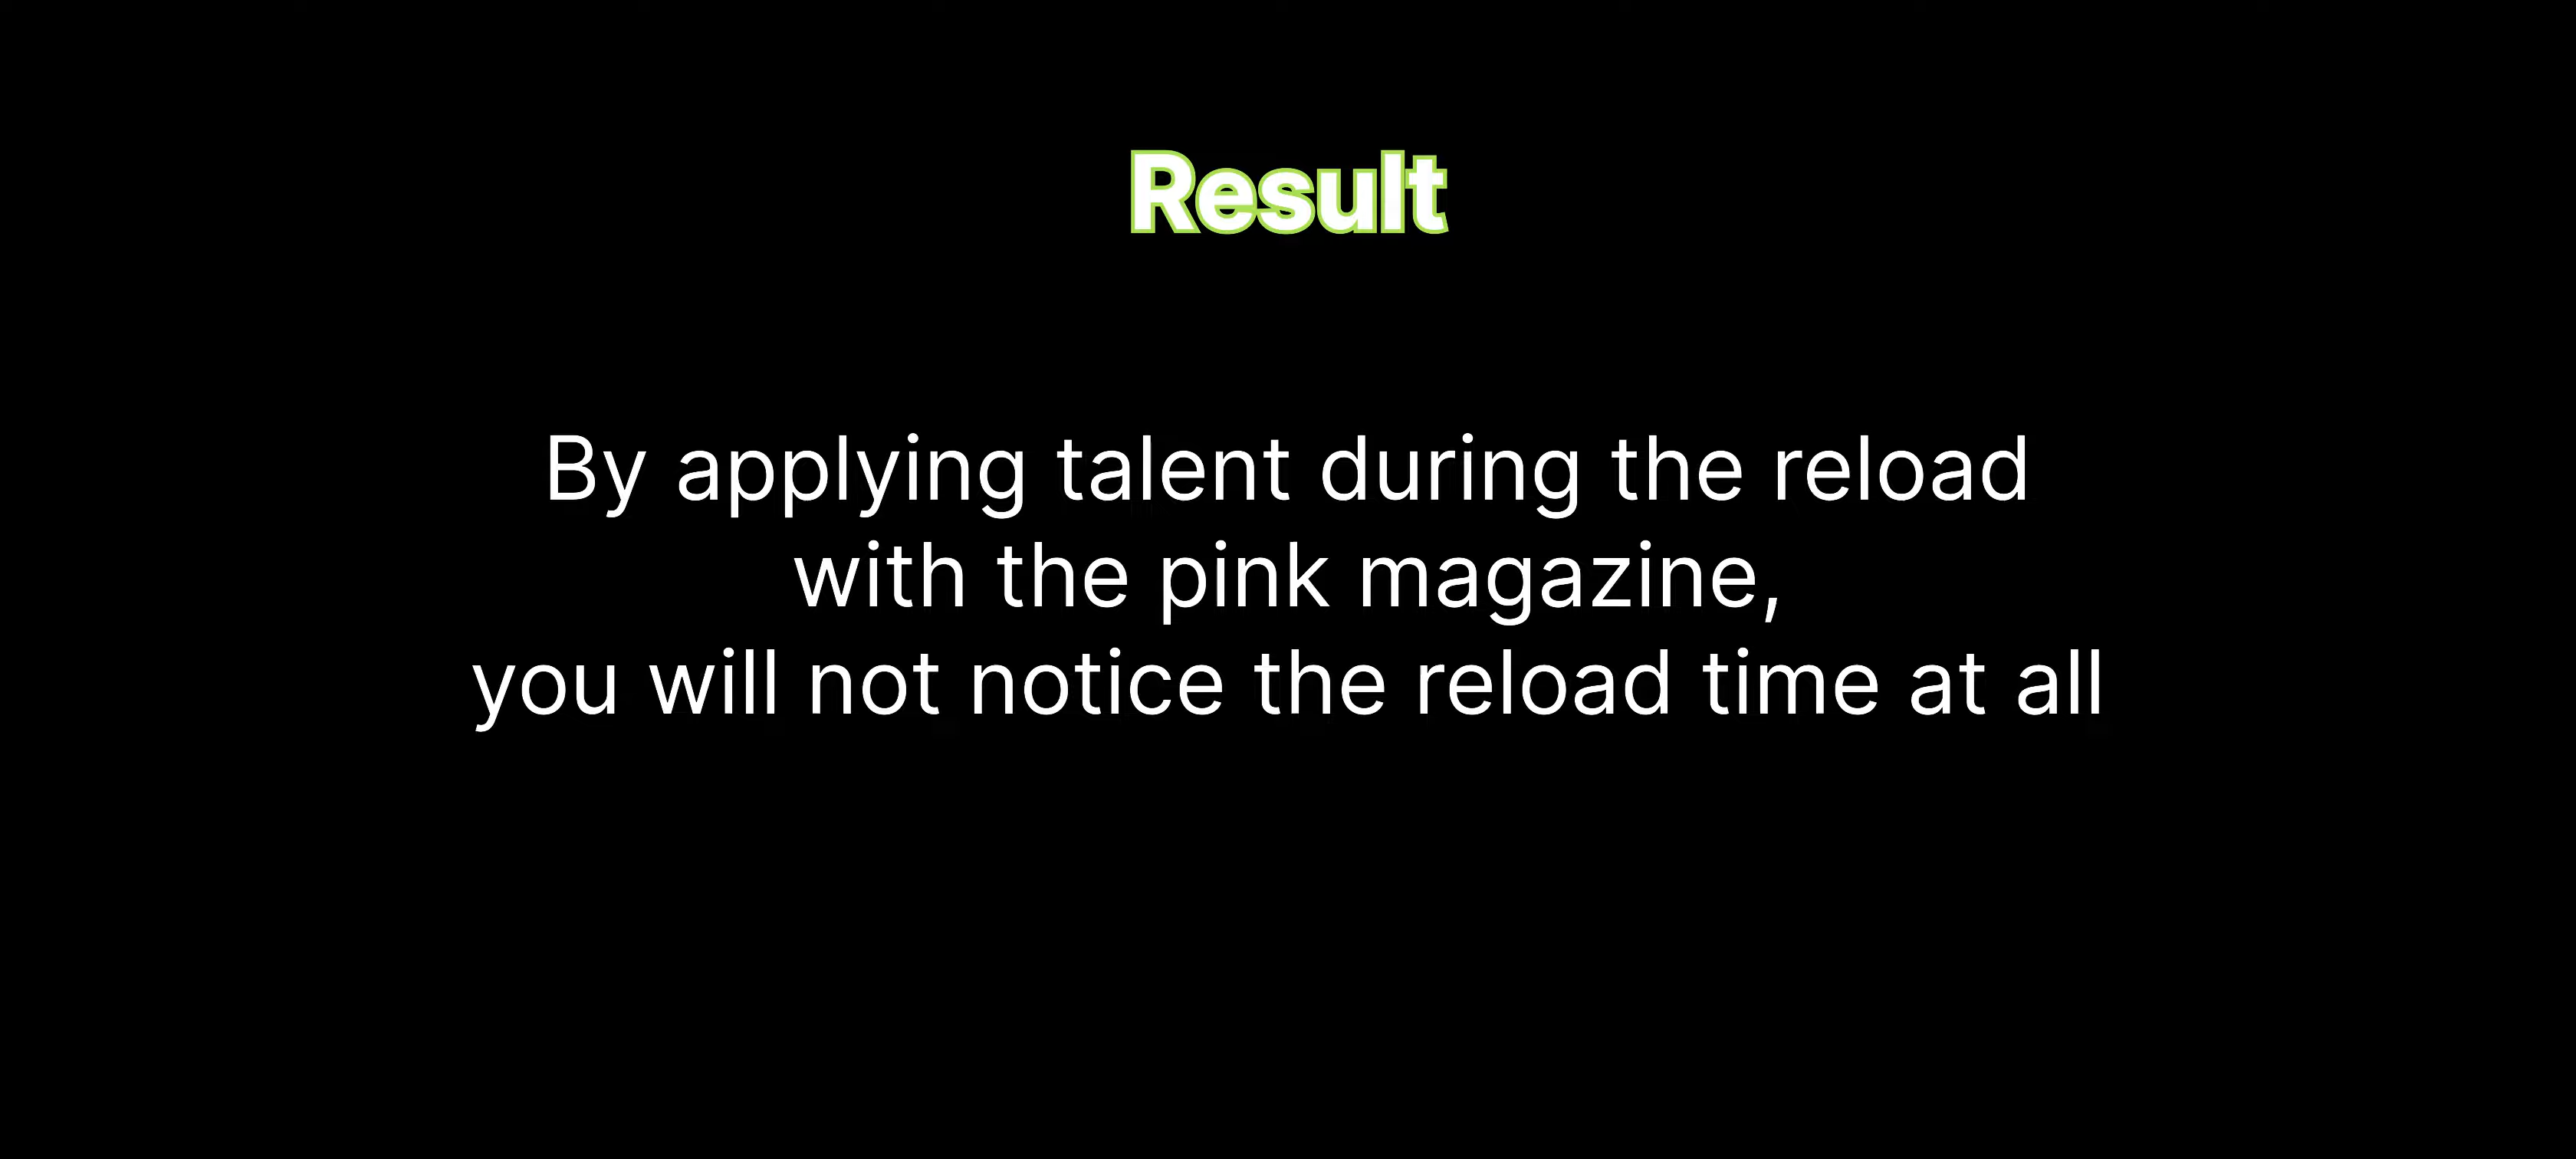 Result
By applying talent during the reload
with the pink magazine,
you will not notice the reload time at all